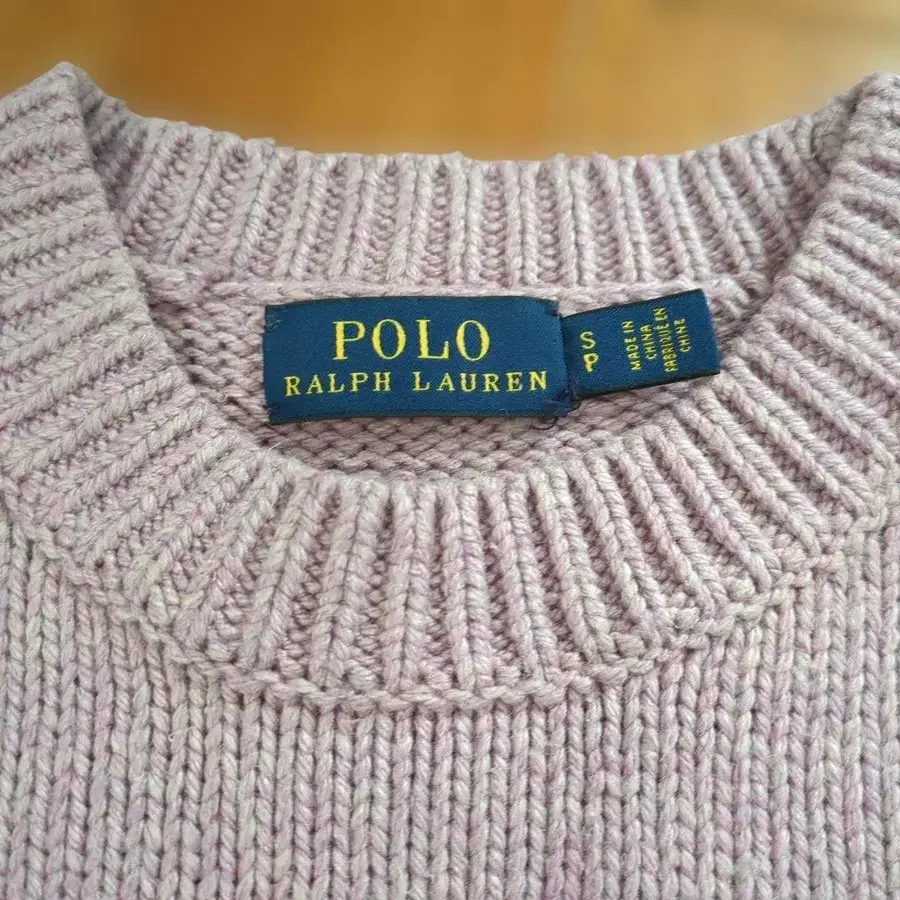 POLO
RALPH LAUREN
S
P
MADE IN
CHINA
FABRIQUÉ EN
CHINE